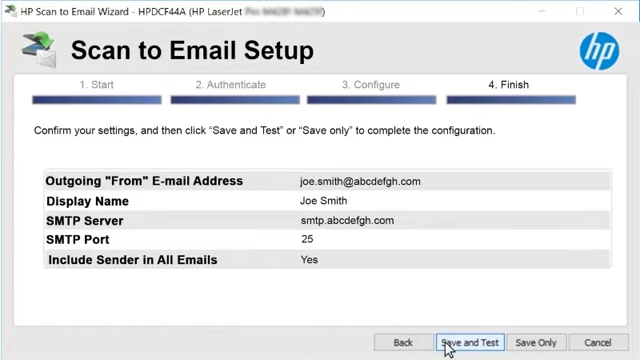 HP Scan to Email Wizard - HPDCF44A (HP LaserJet
Scan to Email Setup
hp
1. Start 2. Authenticate 3. Configure 4. Finish
Confirm your settings, and then click “Save and Test” or “Save only” to complete the configuration.
Outgoing "From" E-mail Address joe.smith@abcdefgh.com
Display Name Joe Smith
SMTP Server smtp.abcdefgh.com
SMTP Port 25
Include Sender in All Emails Yes
Back Save and Test Save Only Cancel